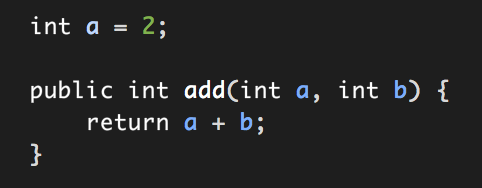 int a = 2;
public int add(int a, int b) {
    return a + b;
}